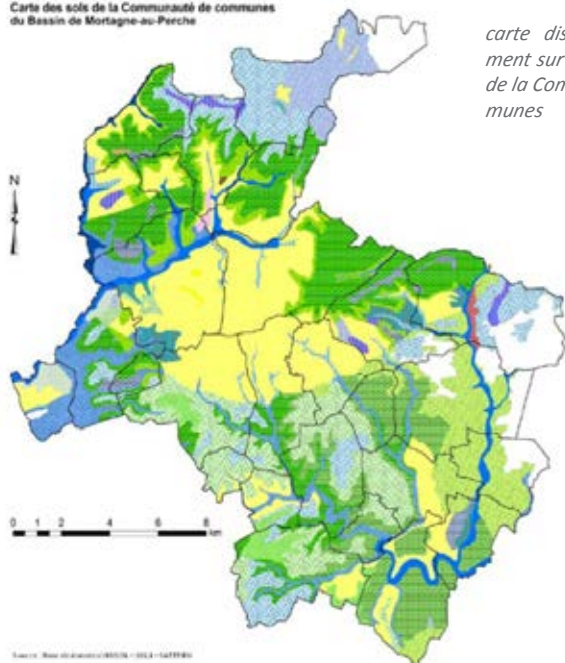 Carte des sols de la Communauté de communes
du Bassin de Mortagne-au-Perche
carte dis
ment sur
de la Con
munes
N
0 1 2 4 6 8
km